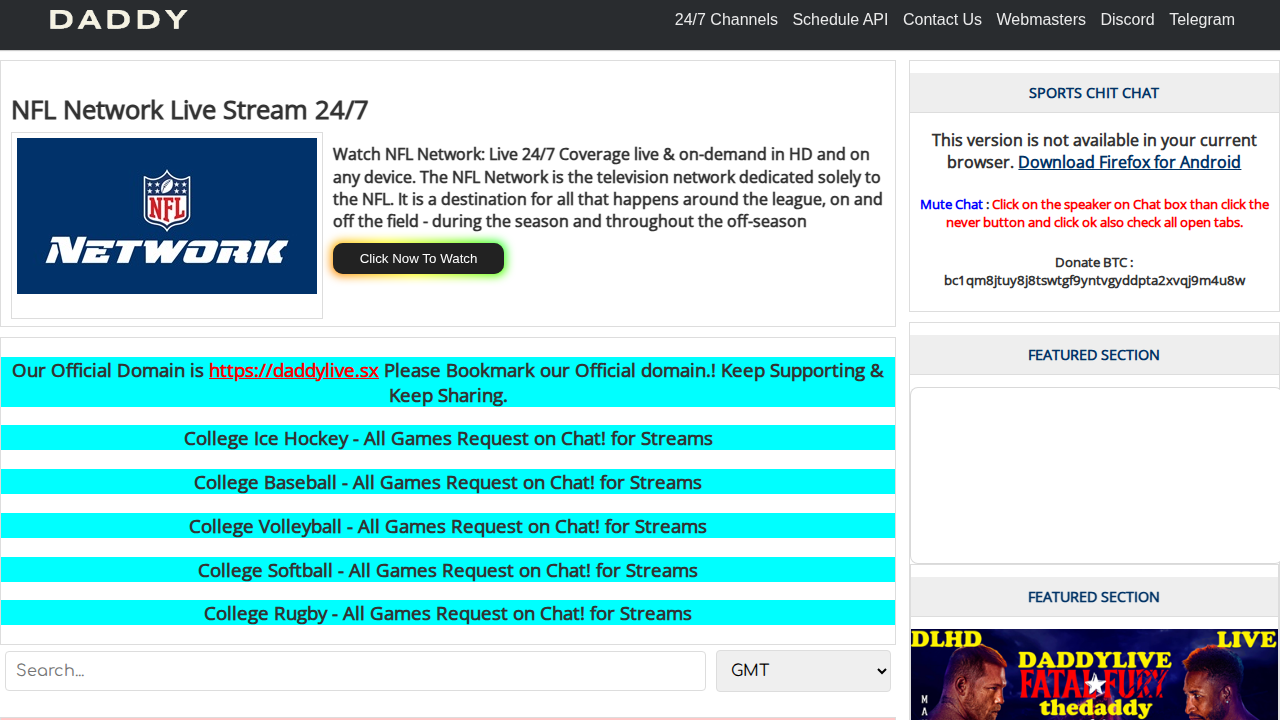 DADDY
24/7 Channels Schedule API Contact Us Webmasters Discord Telegram
NFL Network Live Stream 24/7
NFL
NETWORK
Watch NFL Network: Live 24/7 Coverage live & on-demand in HD and on
any device. The NFL Network is the television network dedicated solely to
the NFL. It is a destination for all that happens around the league, on and
off the field - during the season and throughout the off-season
Click Now To Watch
Our Official Domain is https://daddylive.sx Please Bookmark our Official domain.! Keep Supporting &
Keep Sharing.
College Ice Hockey - All Games Request on Chat! for Streams
College Baseball - All Games Request on Chat! for Streams
College Volleyball - All Games Request on Chat! for Streams
College Softball - All Games Request on Chat! for Streams
College Rugby - All Games Request on Chat! for Streams
Search...
GMT
SPORTS CHIT CHAT
This version is not available in your current
browser. Download Firefox for Android
Mute Chat : Click on the speaker on Chat box than click the
never button and click ok also check all open tabs.
Donate BTC :
bc1qm8jtuy8j8tswtgf9yntvgyddpta2xvqj9m4u8w
FEATURED SECTION
FEATURED SECTION
DLHD
LIVE
DADDYLIVE
FATAL FURY
thedaddy
M
A